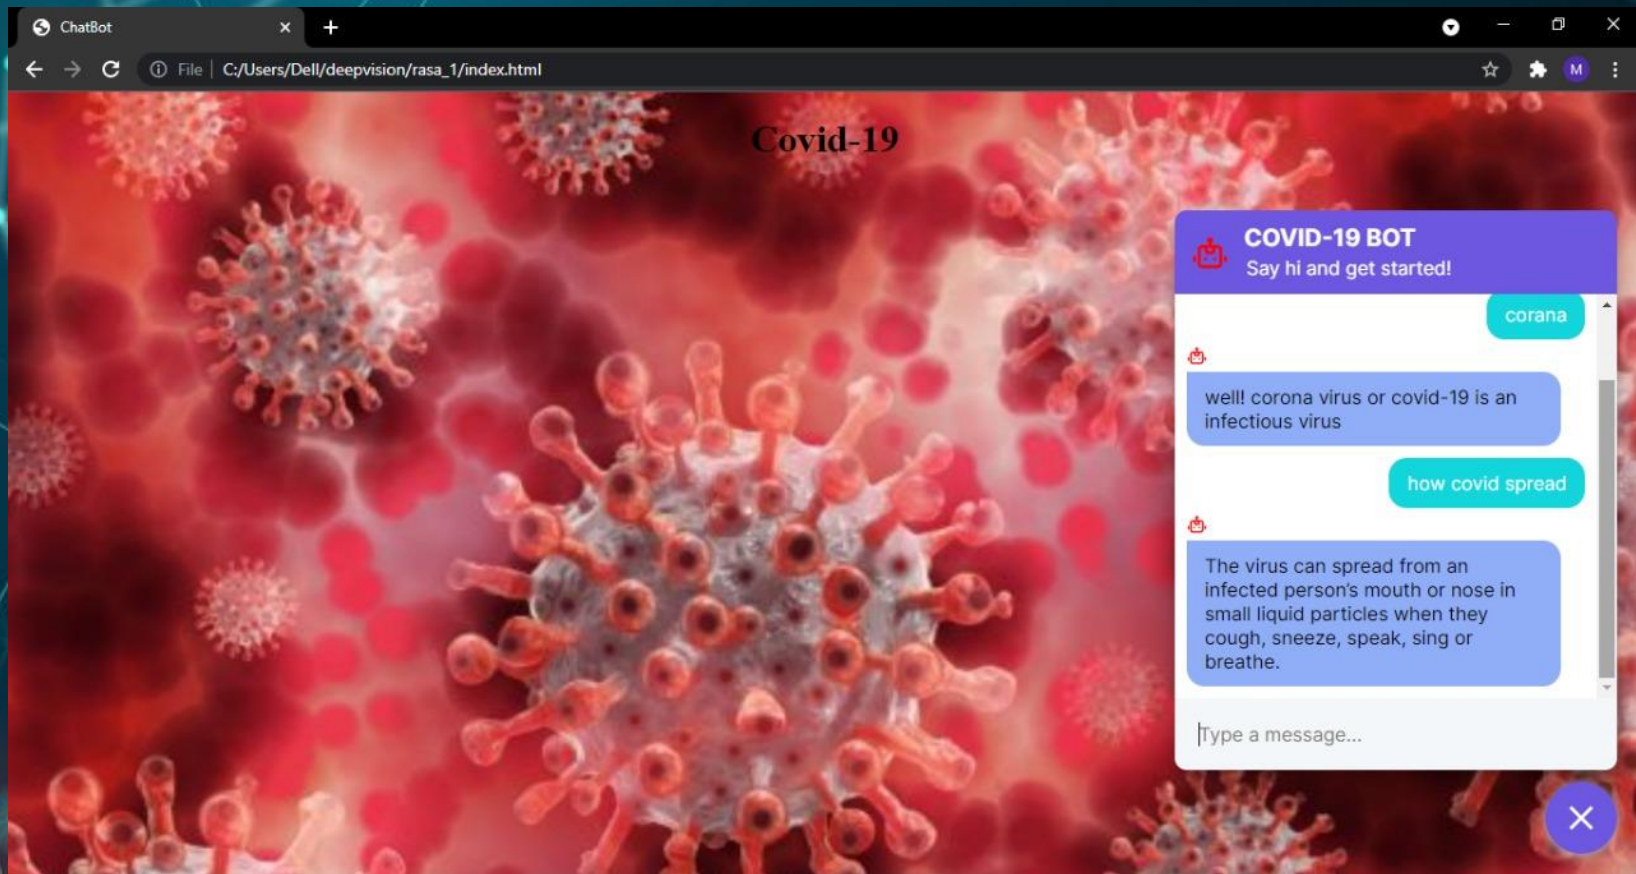 ChatBot
File
C:/Users/Dell/deepvision/rasa_1/index.html
M
Covid-19
COVID-19 BOT
Say hi and get started!
corana
well! corona virus or covid-19 is an
infectious virus
how covid spread
The virus can spread from an
infected person's mouth or nose in
small liquid particles when they
cough, sneeze, speak, sing or
breathe.
Type a message...